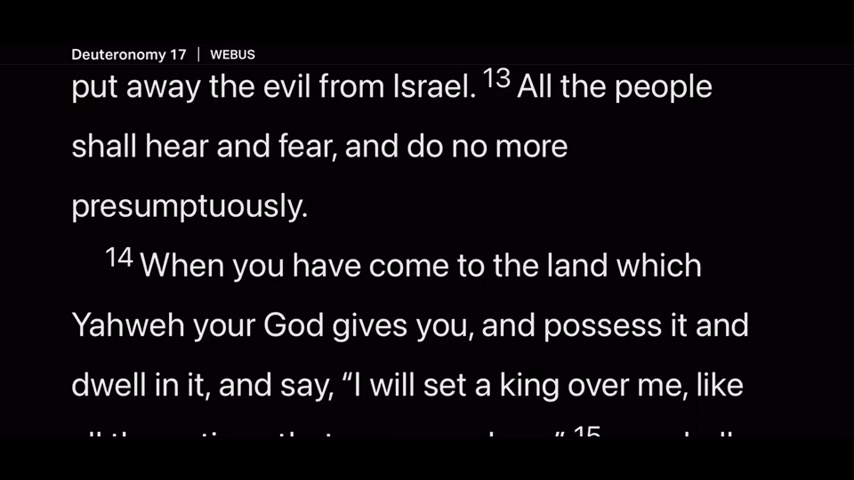 Deuteronomy 17 | WEBUS
put away the evil from Israel. 13 All the people
shall hear and fear, and do no more
presumptuously.
14 When you have come to the land which
Yahweh your God gives you, and possess it and
dwell in it, and say, “I will set a king over me, like
15